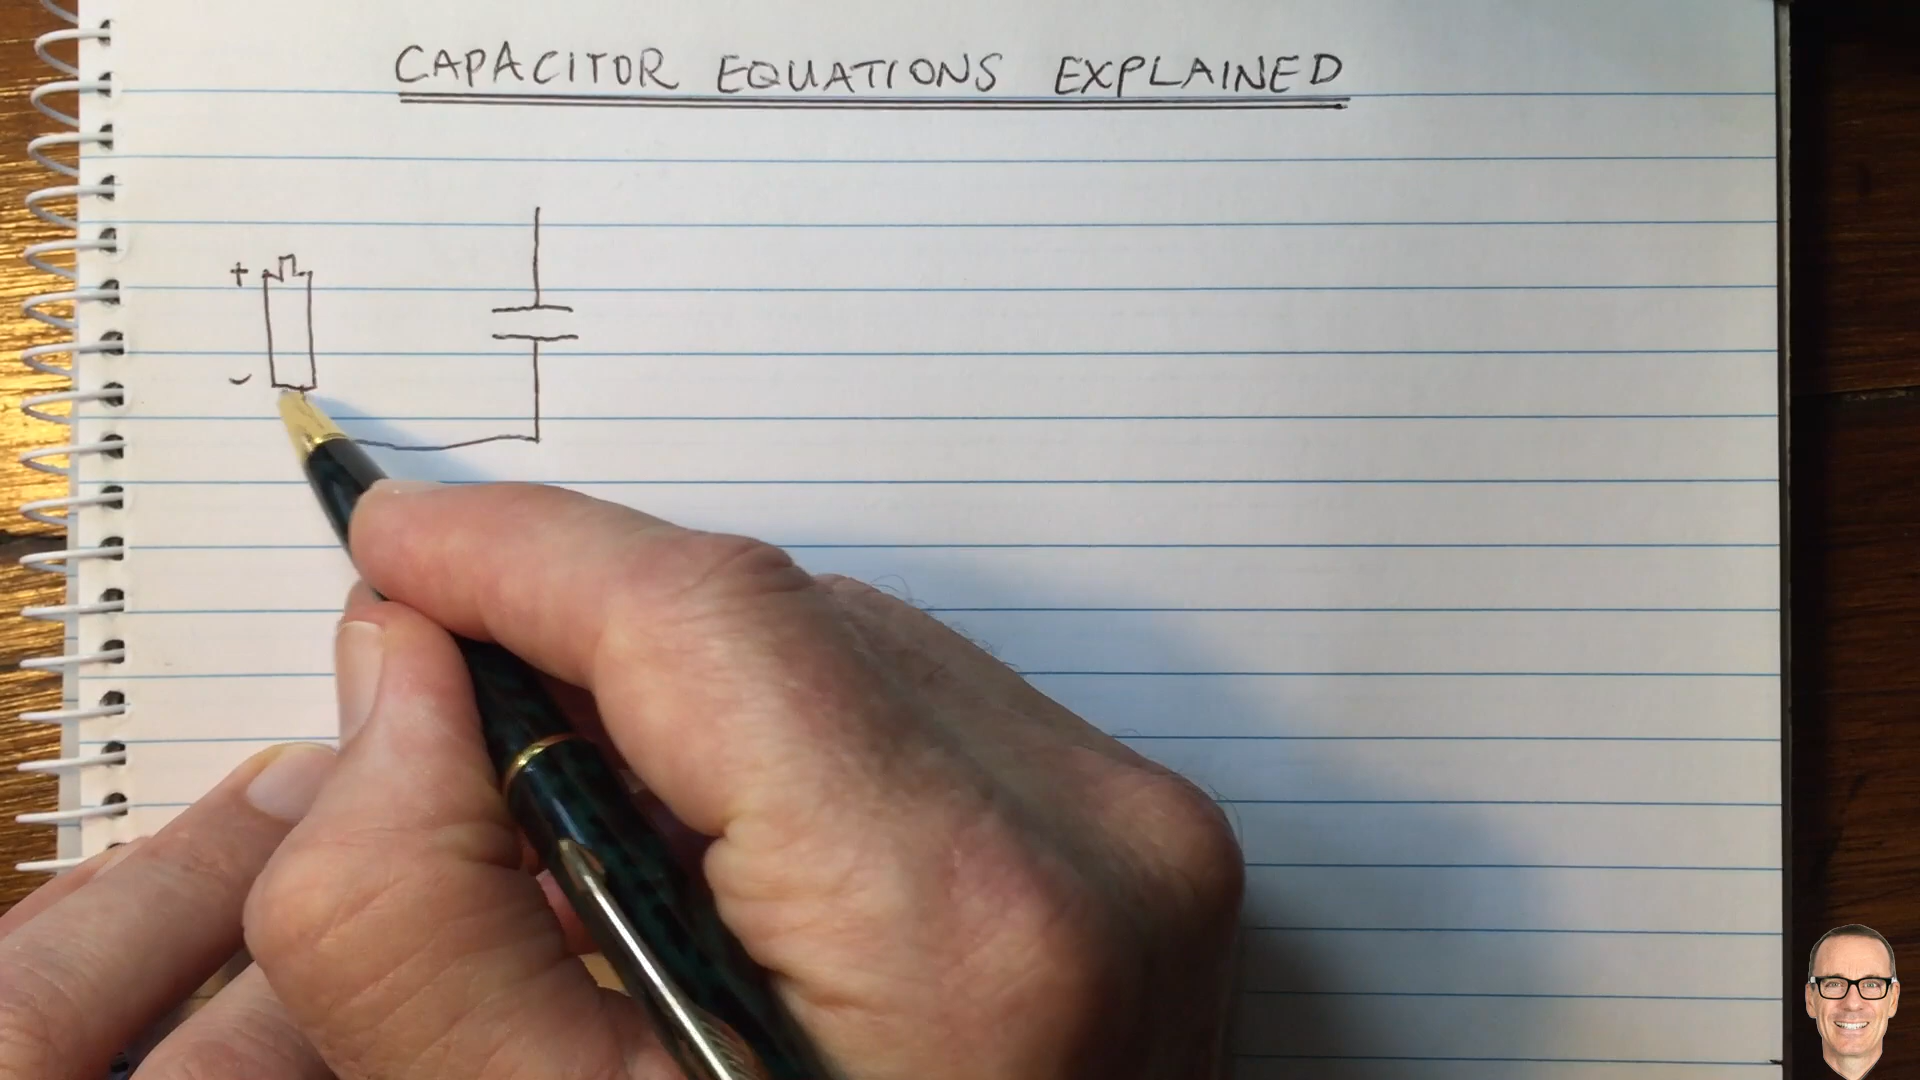 CAPACITOR EQUATIONS EXPLAINED
+
-